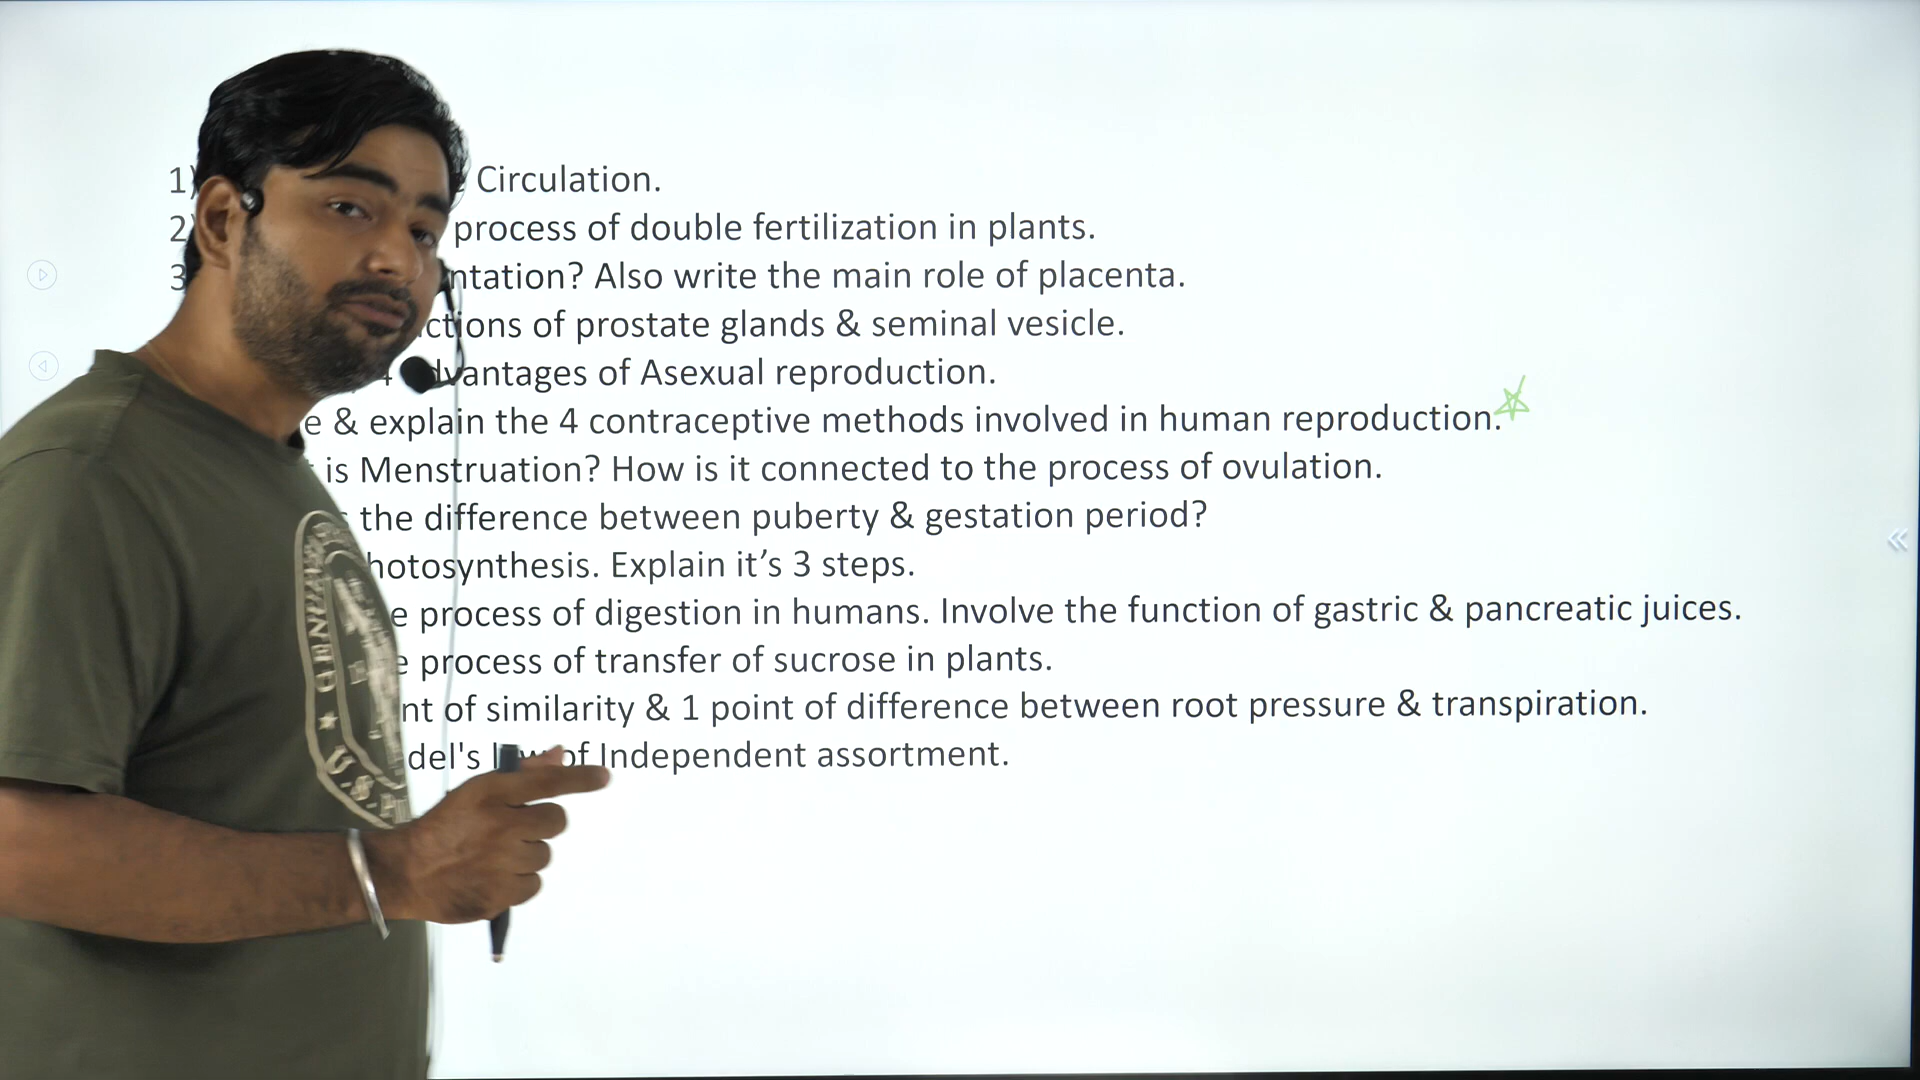 1) Circulation.
2) process of double fertilization in plants.
3 ntation? Also write the main role of placenta.
ctions of prostate glands & seminal vesicle.
4 dvantages of Asexual reproduction.
e & explain the 4 contraceptive methods involved in human reproduction.
is Menstruation? How is it connected to the process of ovulation.
the difference between puberty & gestation period?
hotosynthesis. Explain it’s 3 steps.
e process of digestion in humans. Involve the function of gastric & pancreatic juices.
e process of transfer of sucrose in plants.
nt of similarity & 1 point of difference between root pressure & transpiration.
del's law of Independent assortment.